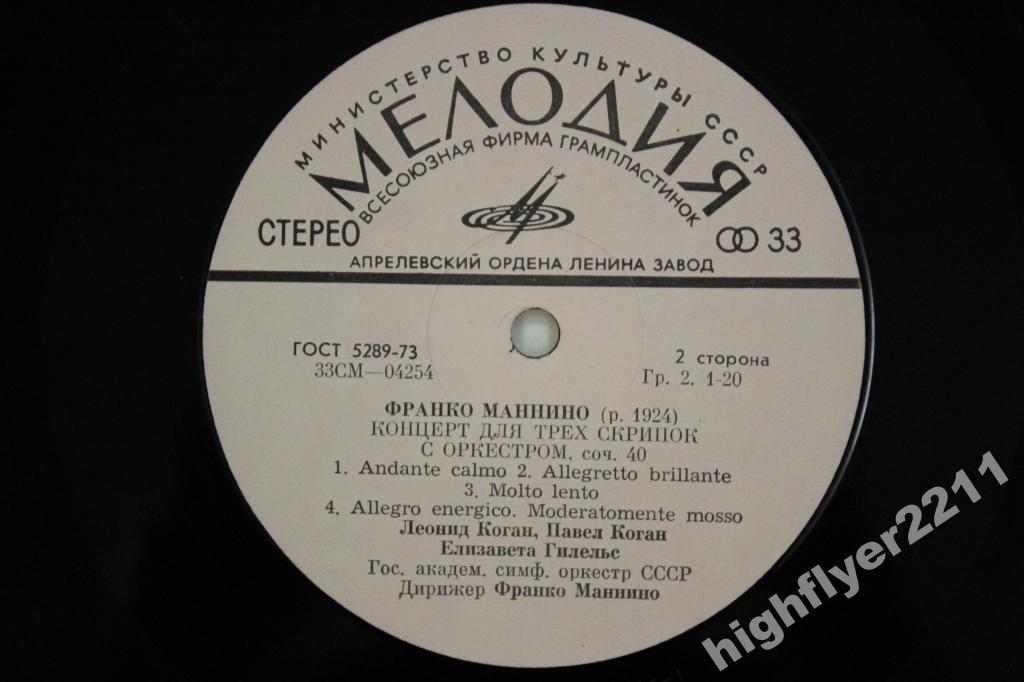 МИНИСТЕРСТВО КУЛЬТУРЫ СССР
МЕЛОДИЯ
ВСЕСОЮЗНАЯ ФИРМА ГРАМПЛАСТИНОК
СТЕРЕО
33
АПРЕЛЕВСКИЙ ОРДЕНА ЛЕНИНА ЗАВОД
ГОСТ 5289-73
2 сторона
33СМ—04254
Гр. 2. 1-20
ФРАНКО МАННИНО (р. 1924)
КОНЦЕРТ ДЛЯ ТРЕХ СКРИПОК
С ОРКЕСТРОМ, соч. 40
1. Andante calmo 2. Allegretto brillante
3. Molto lento
4. Allegro energico. Moderatomente mosso
Леонид Коган, Павел Коган
Елизавета Гилельс
Гос. академ. симф. оркестр СССР
Дирижер Франко Маннино
highflyer2211